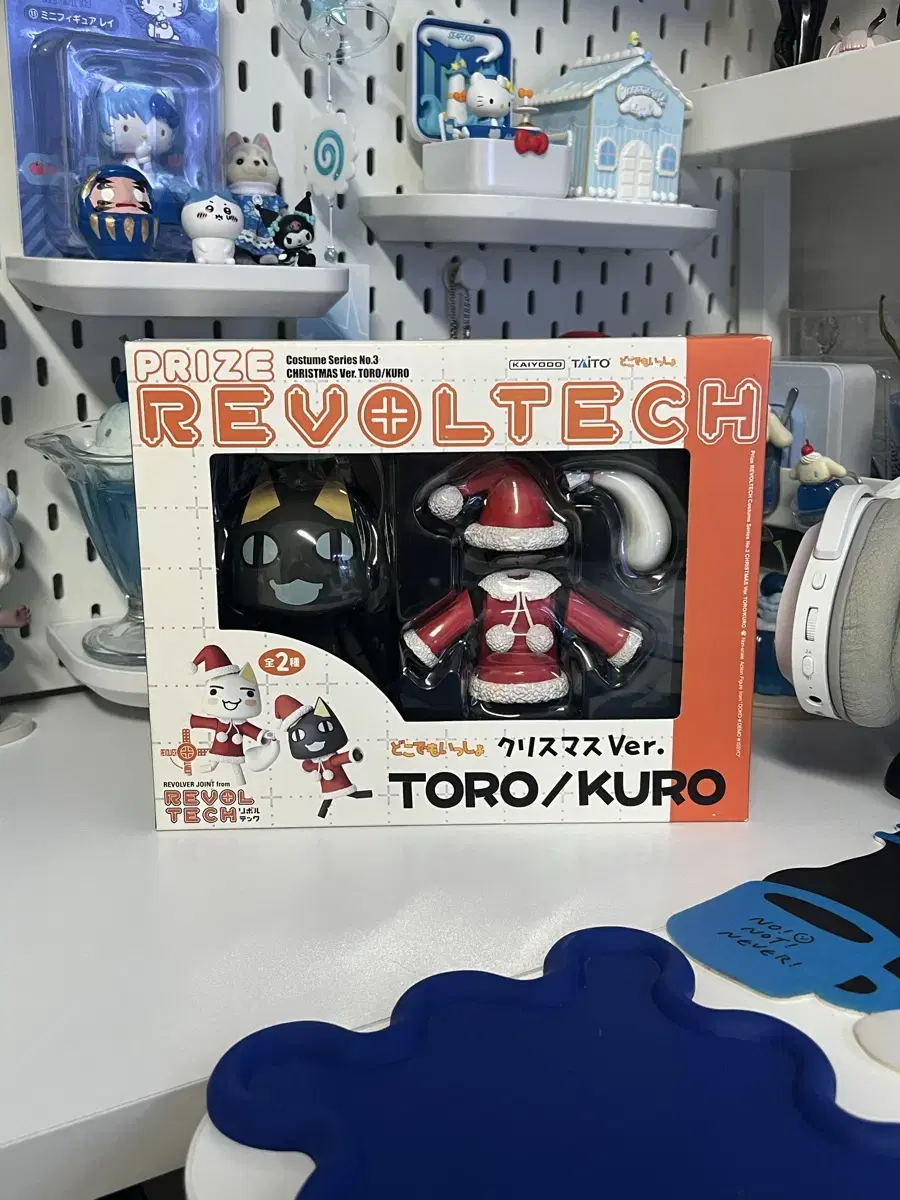 ⑪ ミニフィギュア レイ
SEAFOOD
PRIZE
Costume Series No.3
CHRISTMAS Ver. TORO/KURO
KAIYODO TAITO どこでもいっしょ
REVOLTECH
全2種
REVOLVER JOINT from
REVOL
TECH リボル
テック
どこでもいっしょ クリスマス Ver.
TORO/KURO
NO!
NOT!
NEVER!